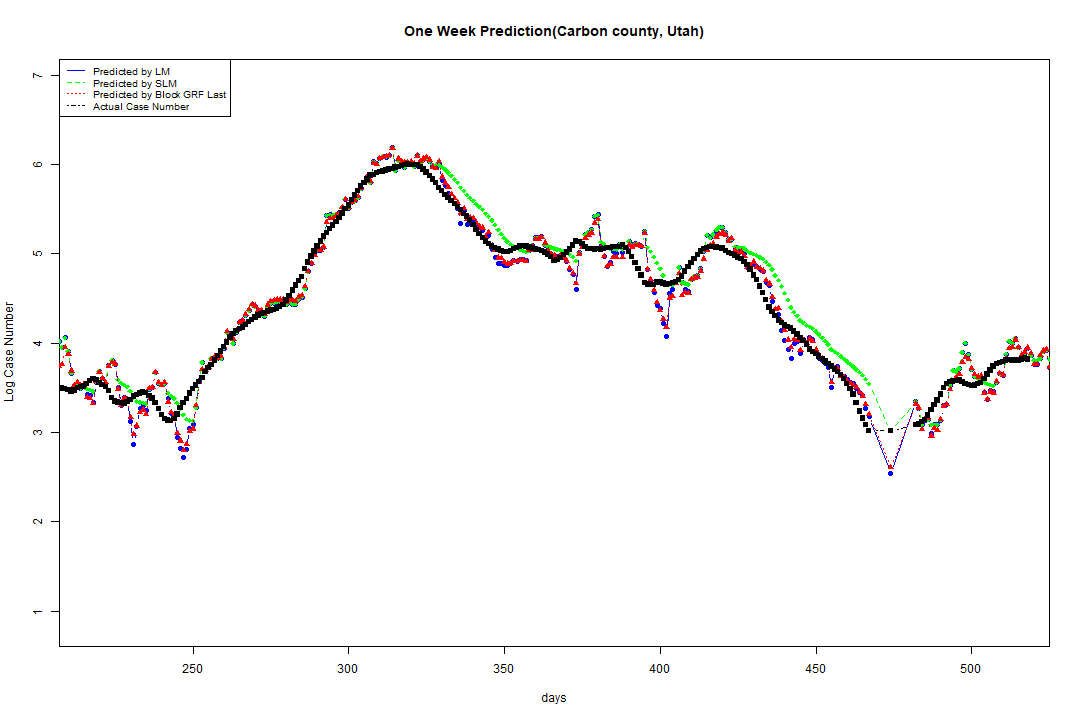 One Week Prediction(Carbon county, Utah)
Predicted by LM
Predicted by SLM
Predicted by Block GRF Last
Actual Case Number
7
6
5
4
3
2
1
Log Case Number
250 300 350 400 450 500
days